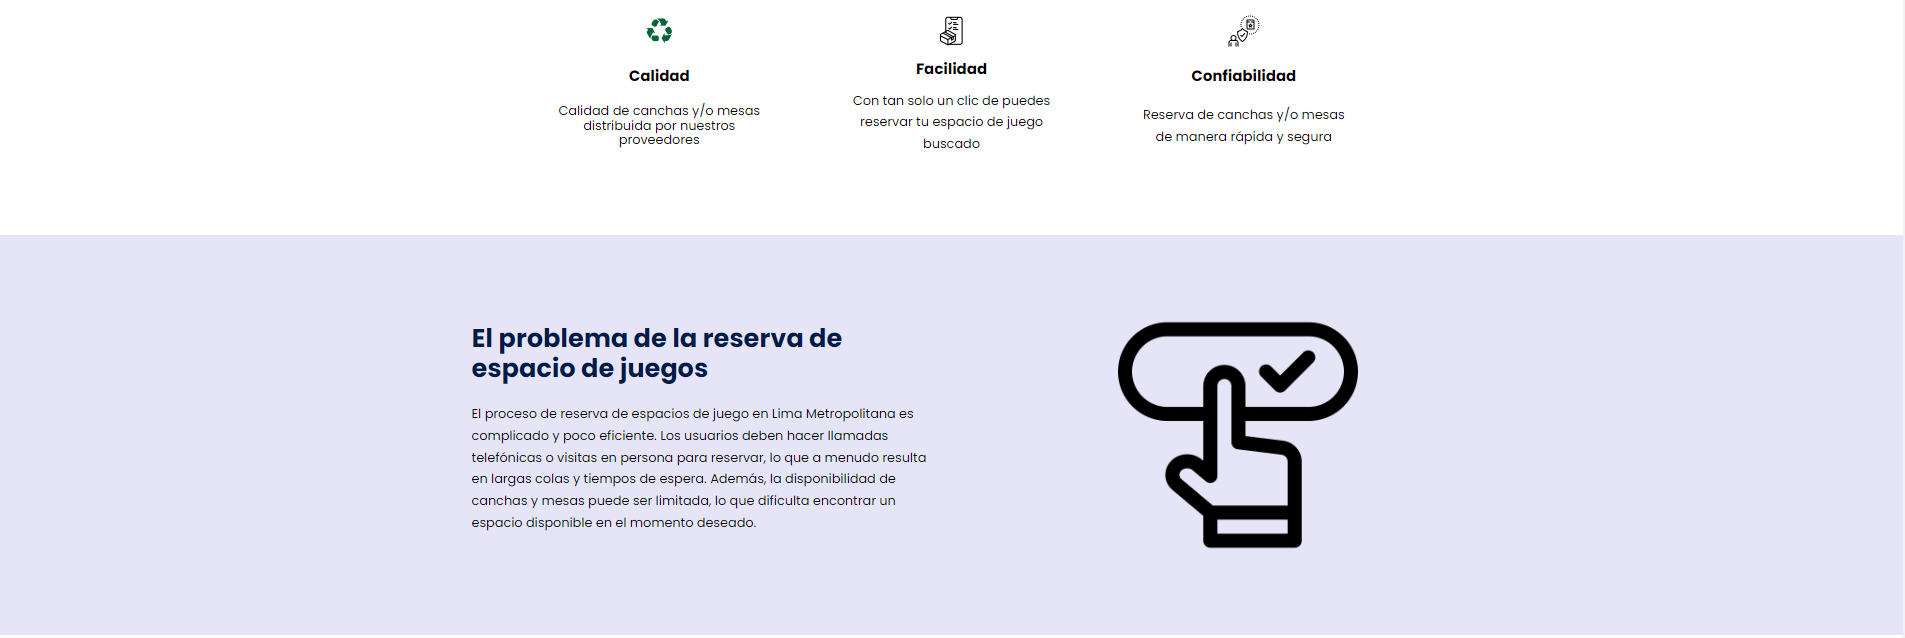 Calidad
Calidad de canchas y/o mesas
distribuida por nuestros
proveedores
Facilidad
Con tan solo un clic de puedes
reservar tu espacio de juego
buscado
Confiabilidad
Reserva de canchas y/o mesas
de manera rápida y segura
El problema de la reserva de
espacio de juegos
El proceso de reserva de espacios de juego en Lima Metropolitana es
complicado y poco eficiente. Los usuarios deben hacer llamadas
telefónicas o visitas en persona para reservar, lo que a menudo resulta
en largas colas y tiempos de espera. Además, la disponibilidad de
canchas y mesas puede ser limitada, lo que dificulta encontrar un
espacio disponible en el momento deseado.